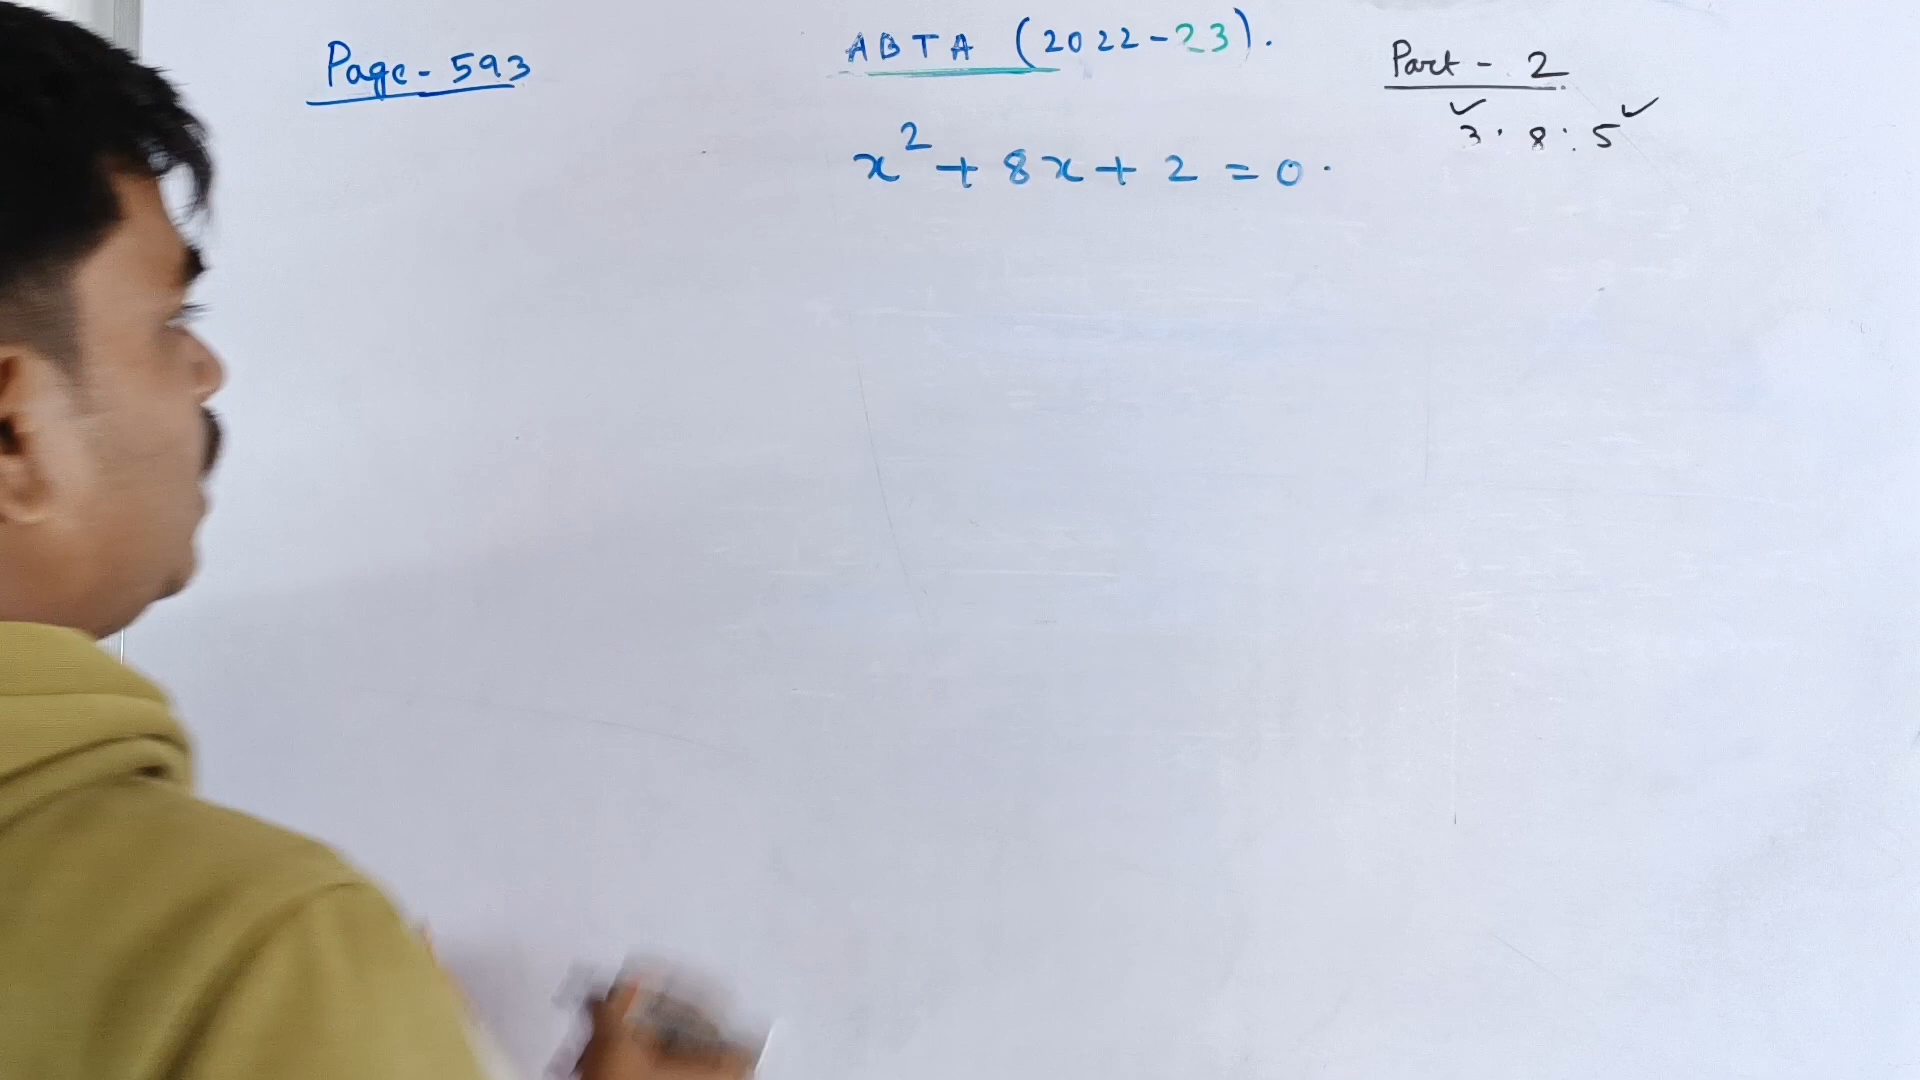 Page - 593
ABTA (2022-23).
Part - 2
3 : 8 : 5
x² + 8x + 2 = 0.